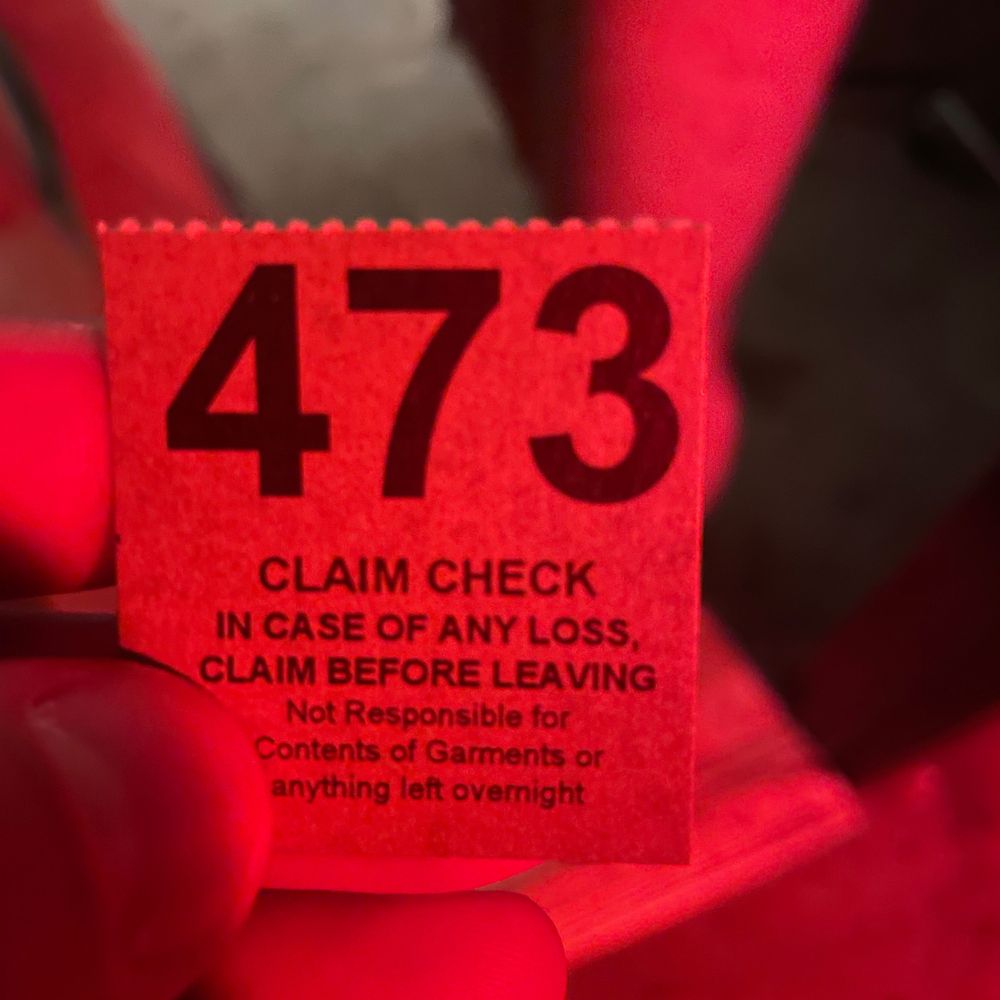 473
CLAIM CHECK
IN CASE OF ANY LOSS,
CLAIM BEFORE LEAVING
Not Responsible for
Contents of Garments or
anything left overnight